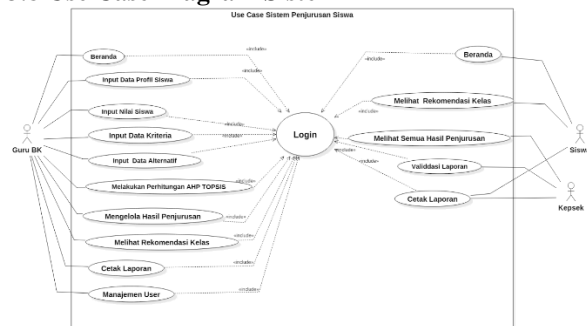 Use Case Sistem Penjurusan Siswa
Beranda
Input Data Profil Siswa
Input Nilai Siswa
Input Data Kriteria
Input Data Alternatif
Melakukan Perhitungan AHP TOPSIS
Mengelola Hasil Penjurusan
Melihat Rekomendasi Kelas
Cetak Laporan
Manajemen User
Guru BK
Login
Beranda
Melihat Rekomendasi Kelas
Melihat Semua Hasil Penjurusan
Validdasi Laporan
Cetak Laporan
Siswa
Kepsek
«include»
«include»
«include»
«include»
«include»
«include»
«include»
«include»
«include»
«include»
«include»
«include»
«include»